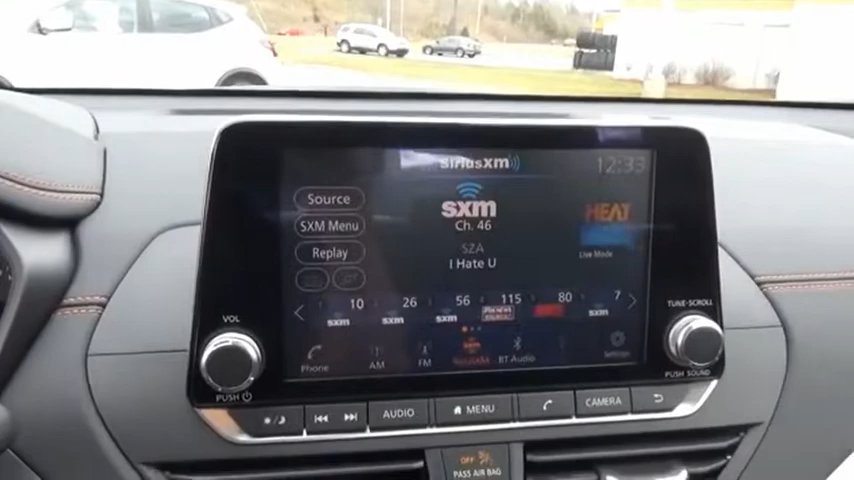 siriusxm
12:33
Source
sxm
HEAT
SXM Menu
Ch. 46
Replay
SZA
I Hate U
Live Mode
10 26 56 115 80 7
sxm sxm sxm sxm
VOL
TUNE·SCROLL
Phone AM FM SiriusXM BT Audio Settings
PUSH
PUSH SOUND
AUDIO MENU CAMERA
OFF
PASS AIR BAG